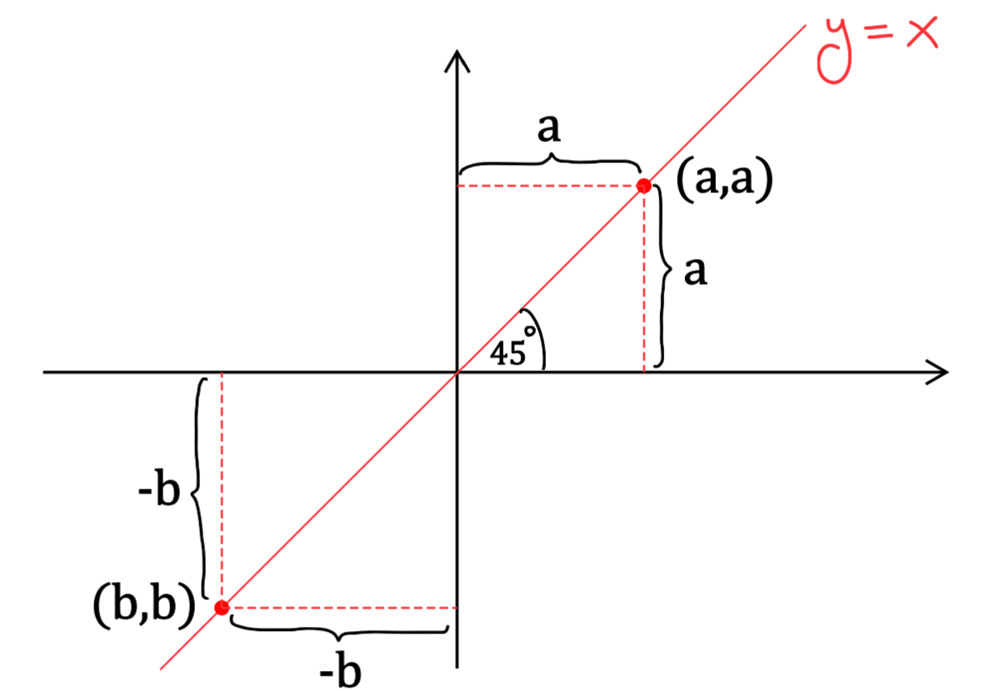 y = x
a
(a,a)
a
45°
-b
(b,b)
-b